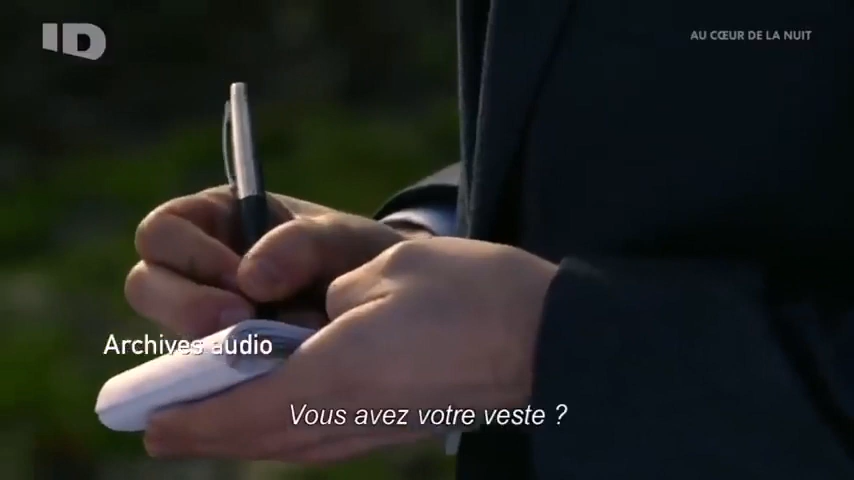 ID
AU CŒUR DE LA NUIT
Archives audio
Vous avez votre veste ?